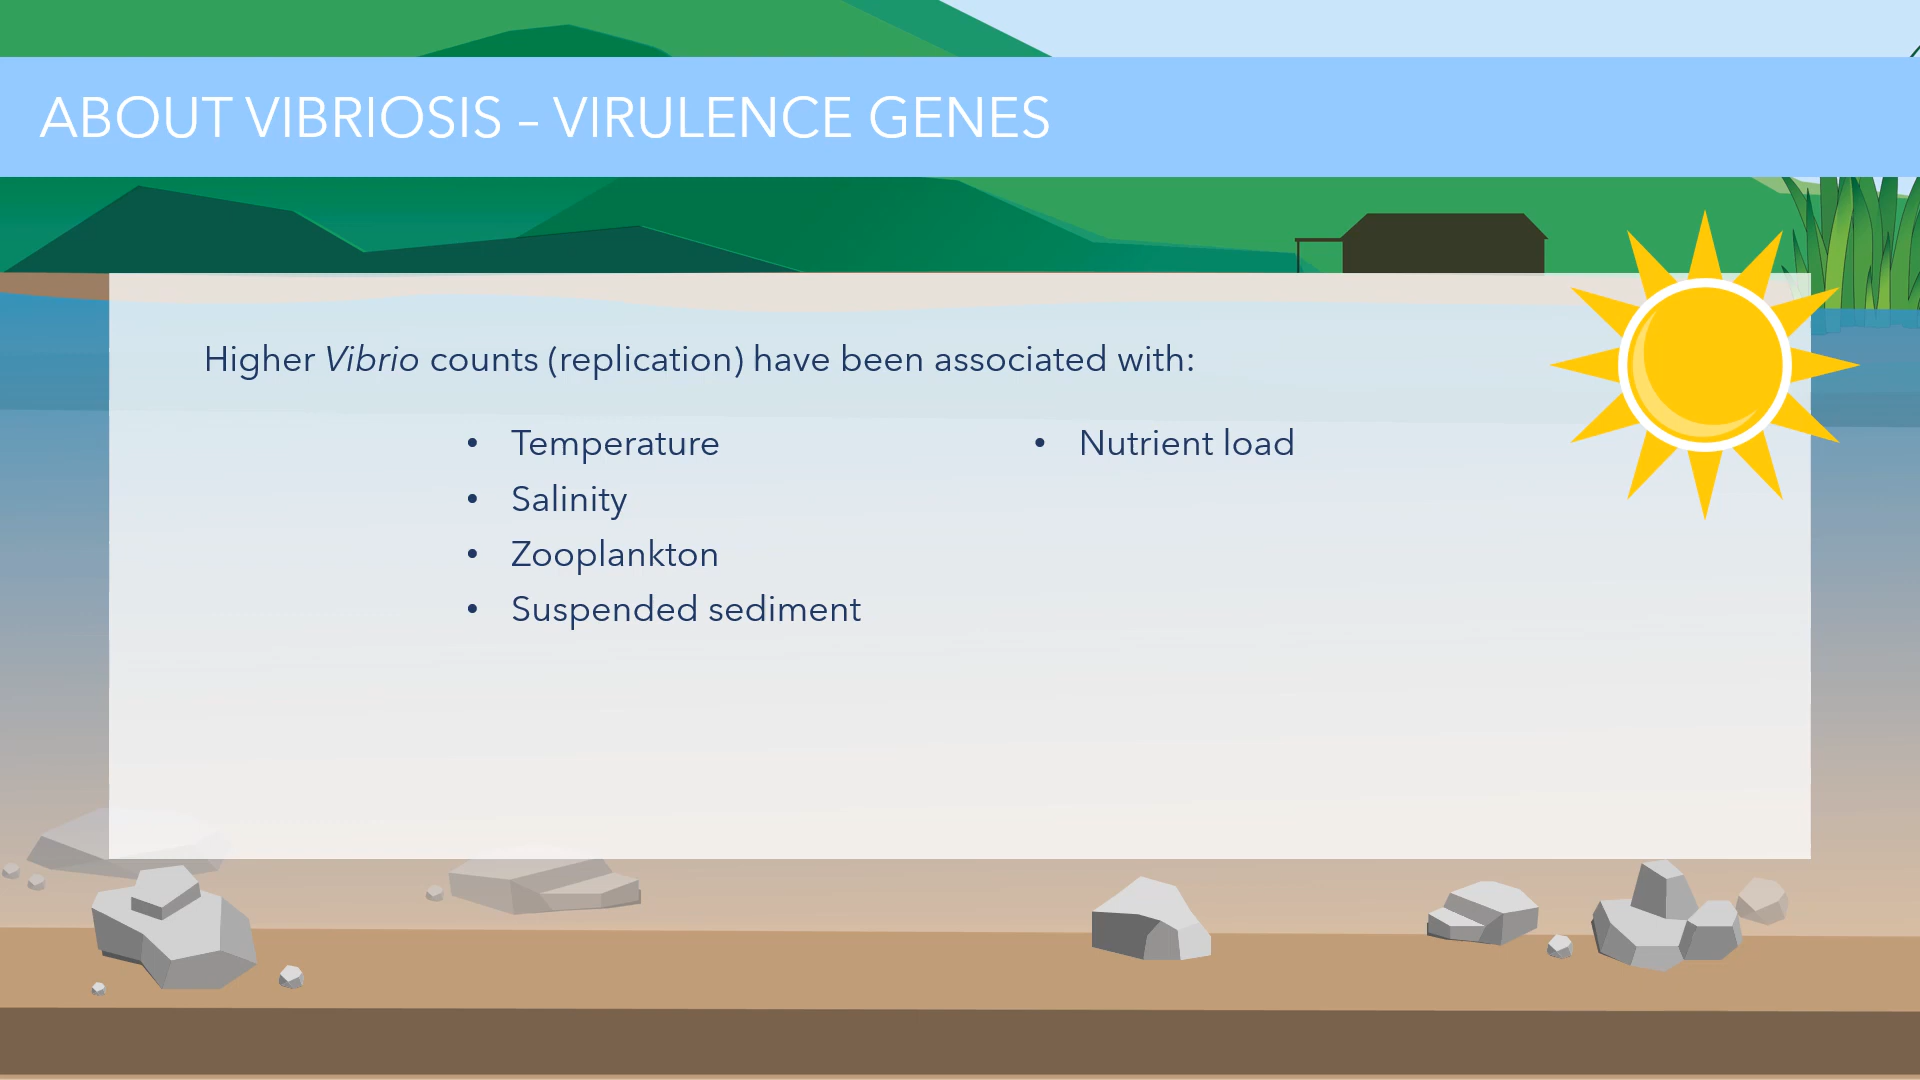 ABOUT VIBRIOSIS – VIRULENCE GENES
Higher Vibrio counts (replication) have been associated with:
• Temperature
• Salinity
• Zooplankton
• Suspended sediment
• Nutrient load